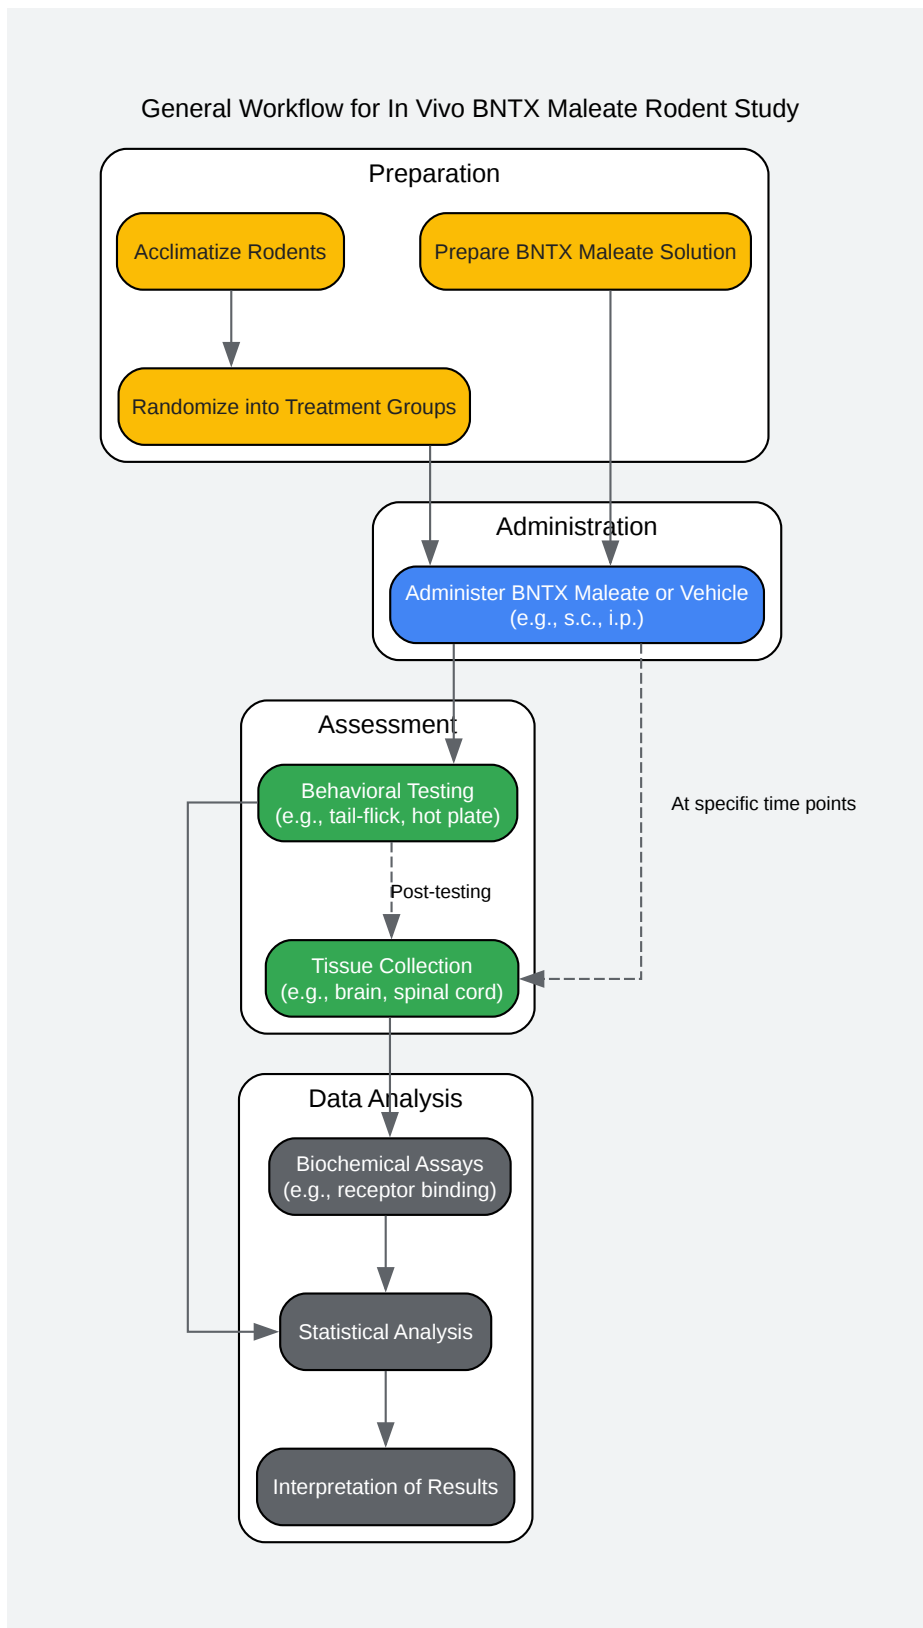 General Workflow for In Vivo BNTX Maleate Rodent Study
Preparation
Acclimatize Rodents
Prepare BNTX Maleate Solution
Randomize into Treatment Groups
Administration
Administer BNTX Maleate or Vehicle
(e.g., s.c., i.p.)
Assessment
Behavioral Testing
(e.g., tail-flick, hot plate)
At specific time points
Post-testing
Tissue Collection
(e.g., brain, spinal cord)
Data Analysis
Biochemical Assays
(e.g., receptor binding)
Statistical Analysis
Interpretation of Results